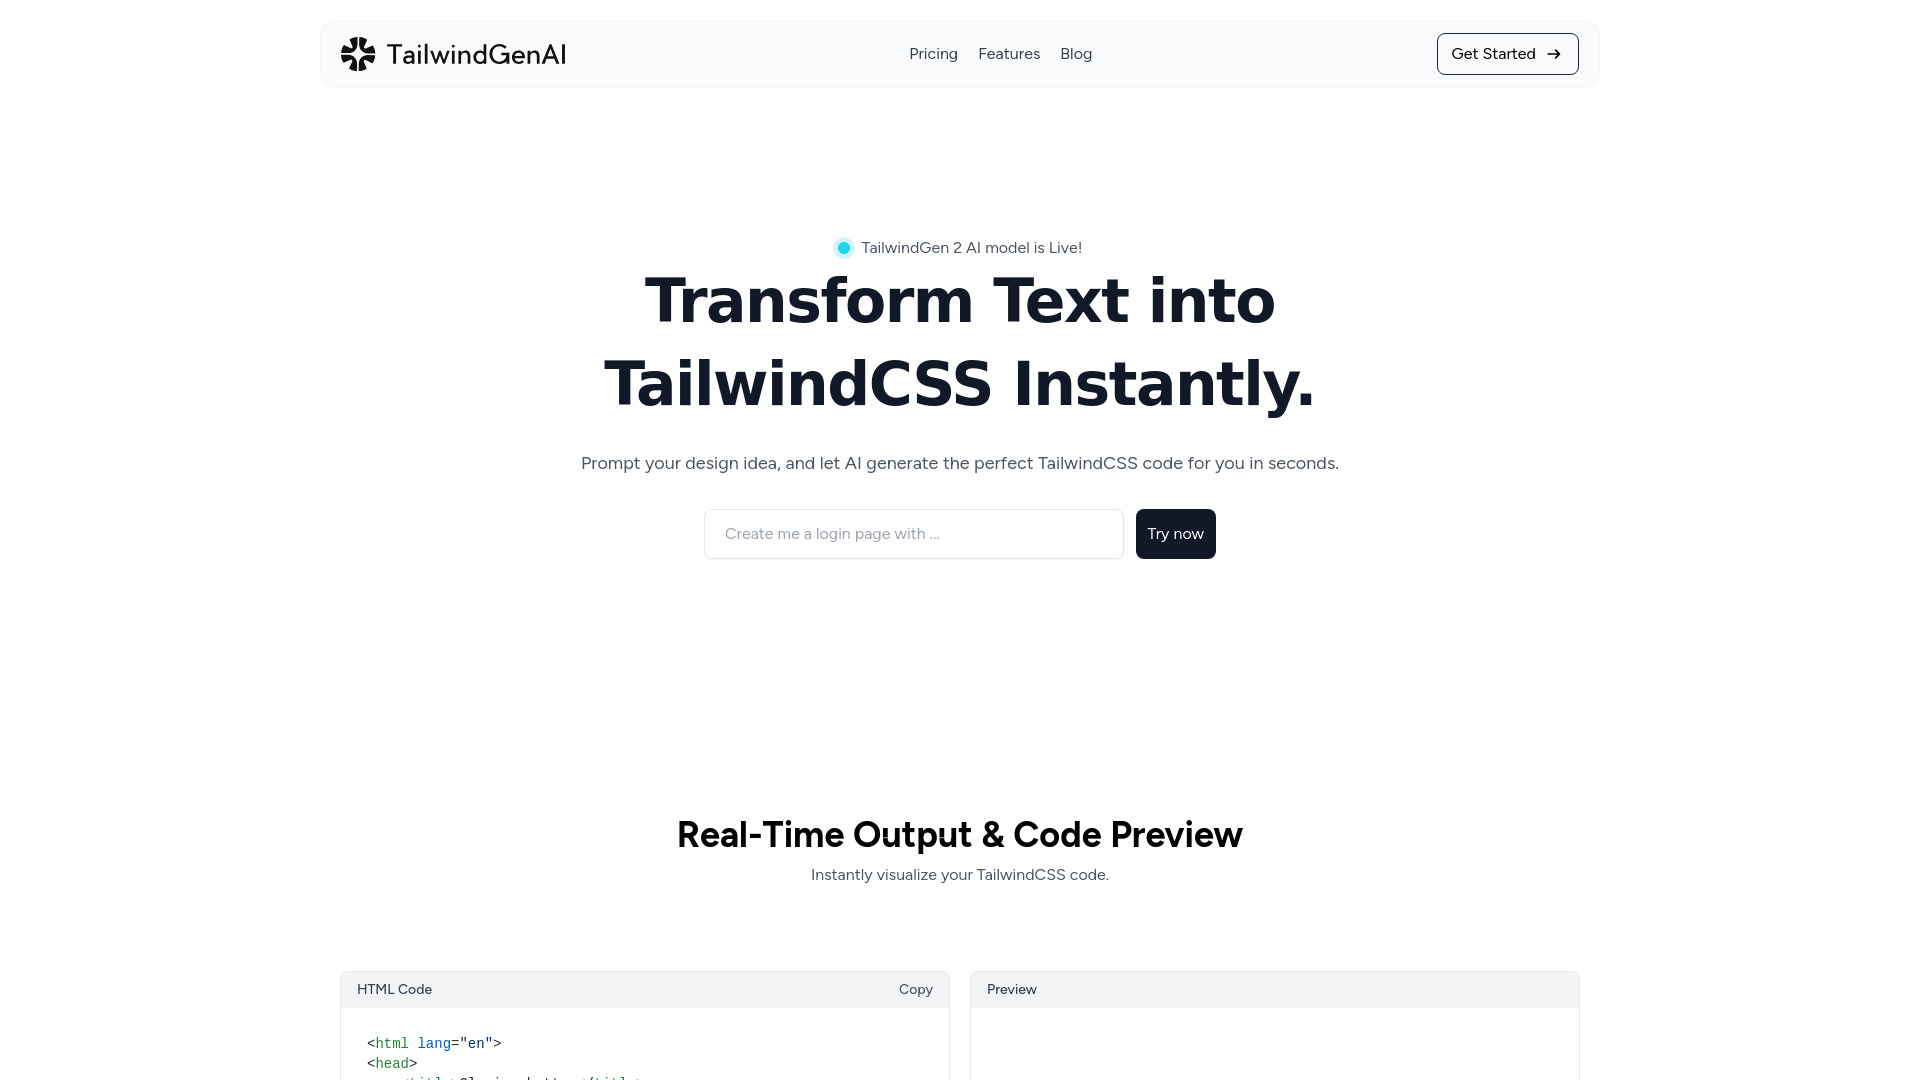 TailwindGenAI
Pricing
Features
Blog
Get Started
TailwindGen 2 AI model is Live!
Transform Text into
TailwindCSS Instantly.
Prompt your design idea, and let AI generate the perfect TailwindCSS code for you in seconds.
Create me a login page with ...
Try now
Real-Time Output & Code Preview
Instantly visualize your TailwindCSS code.
HTML Code
Copy
<html lang="en">
<head>
Preview